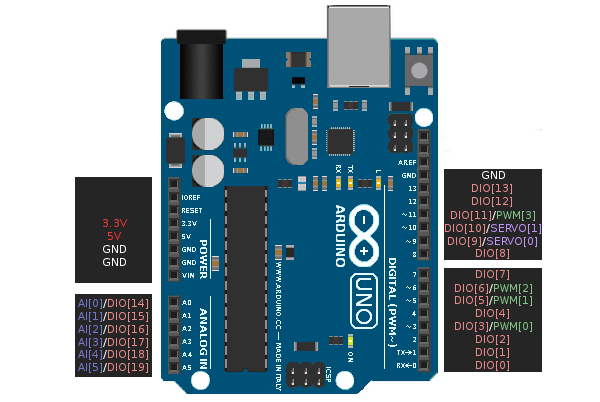 AREF
GND
13
12
~11
~10
~9
8
7
~6
~5
4
~3
2
TX→1
RX←0
DIGITAL (PWM~)
RX
TX
L
ARDUINO
UNO
ON
ICSP
WWW.ARDUINO.CC — MADE IN ITALY
IOREF
RESET
3.3V
5V
GND
GND
VIN
POWER
A0
A1
A2
A3
A4
A5
ANALOG IN
3.3V
5V
GND
GND
AI[0]/DIO[14]
AI[1]/DIO[15]
AI[2]/DIO[16]
AI[3]/DIO[17]
AI[4]/DIO[18]
AI[5]/DIO[19]
GND
DIO[13]
DIO[12]
DIO[11]/PWM[3]
DIO[10]/SERVO[1]
DIO[9]/SERVO[0]
DIO[8]
DIO[7]
DIO[6]/PWM[2]
DIO[5]/PWM[1]
DIO[4]
DIO[3]/PWM[0]
DIO[2]
DIO[1]
DIO[0]